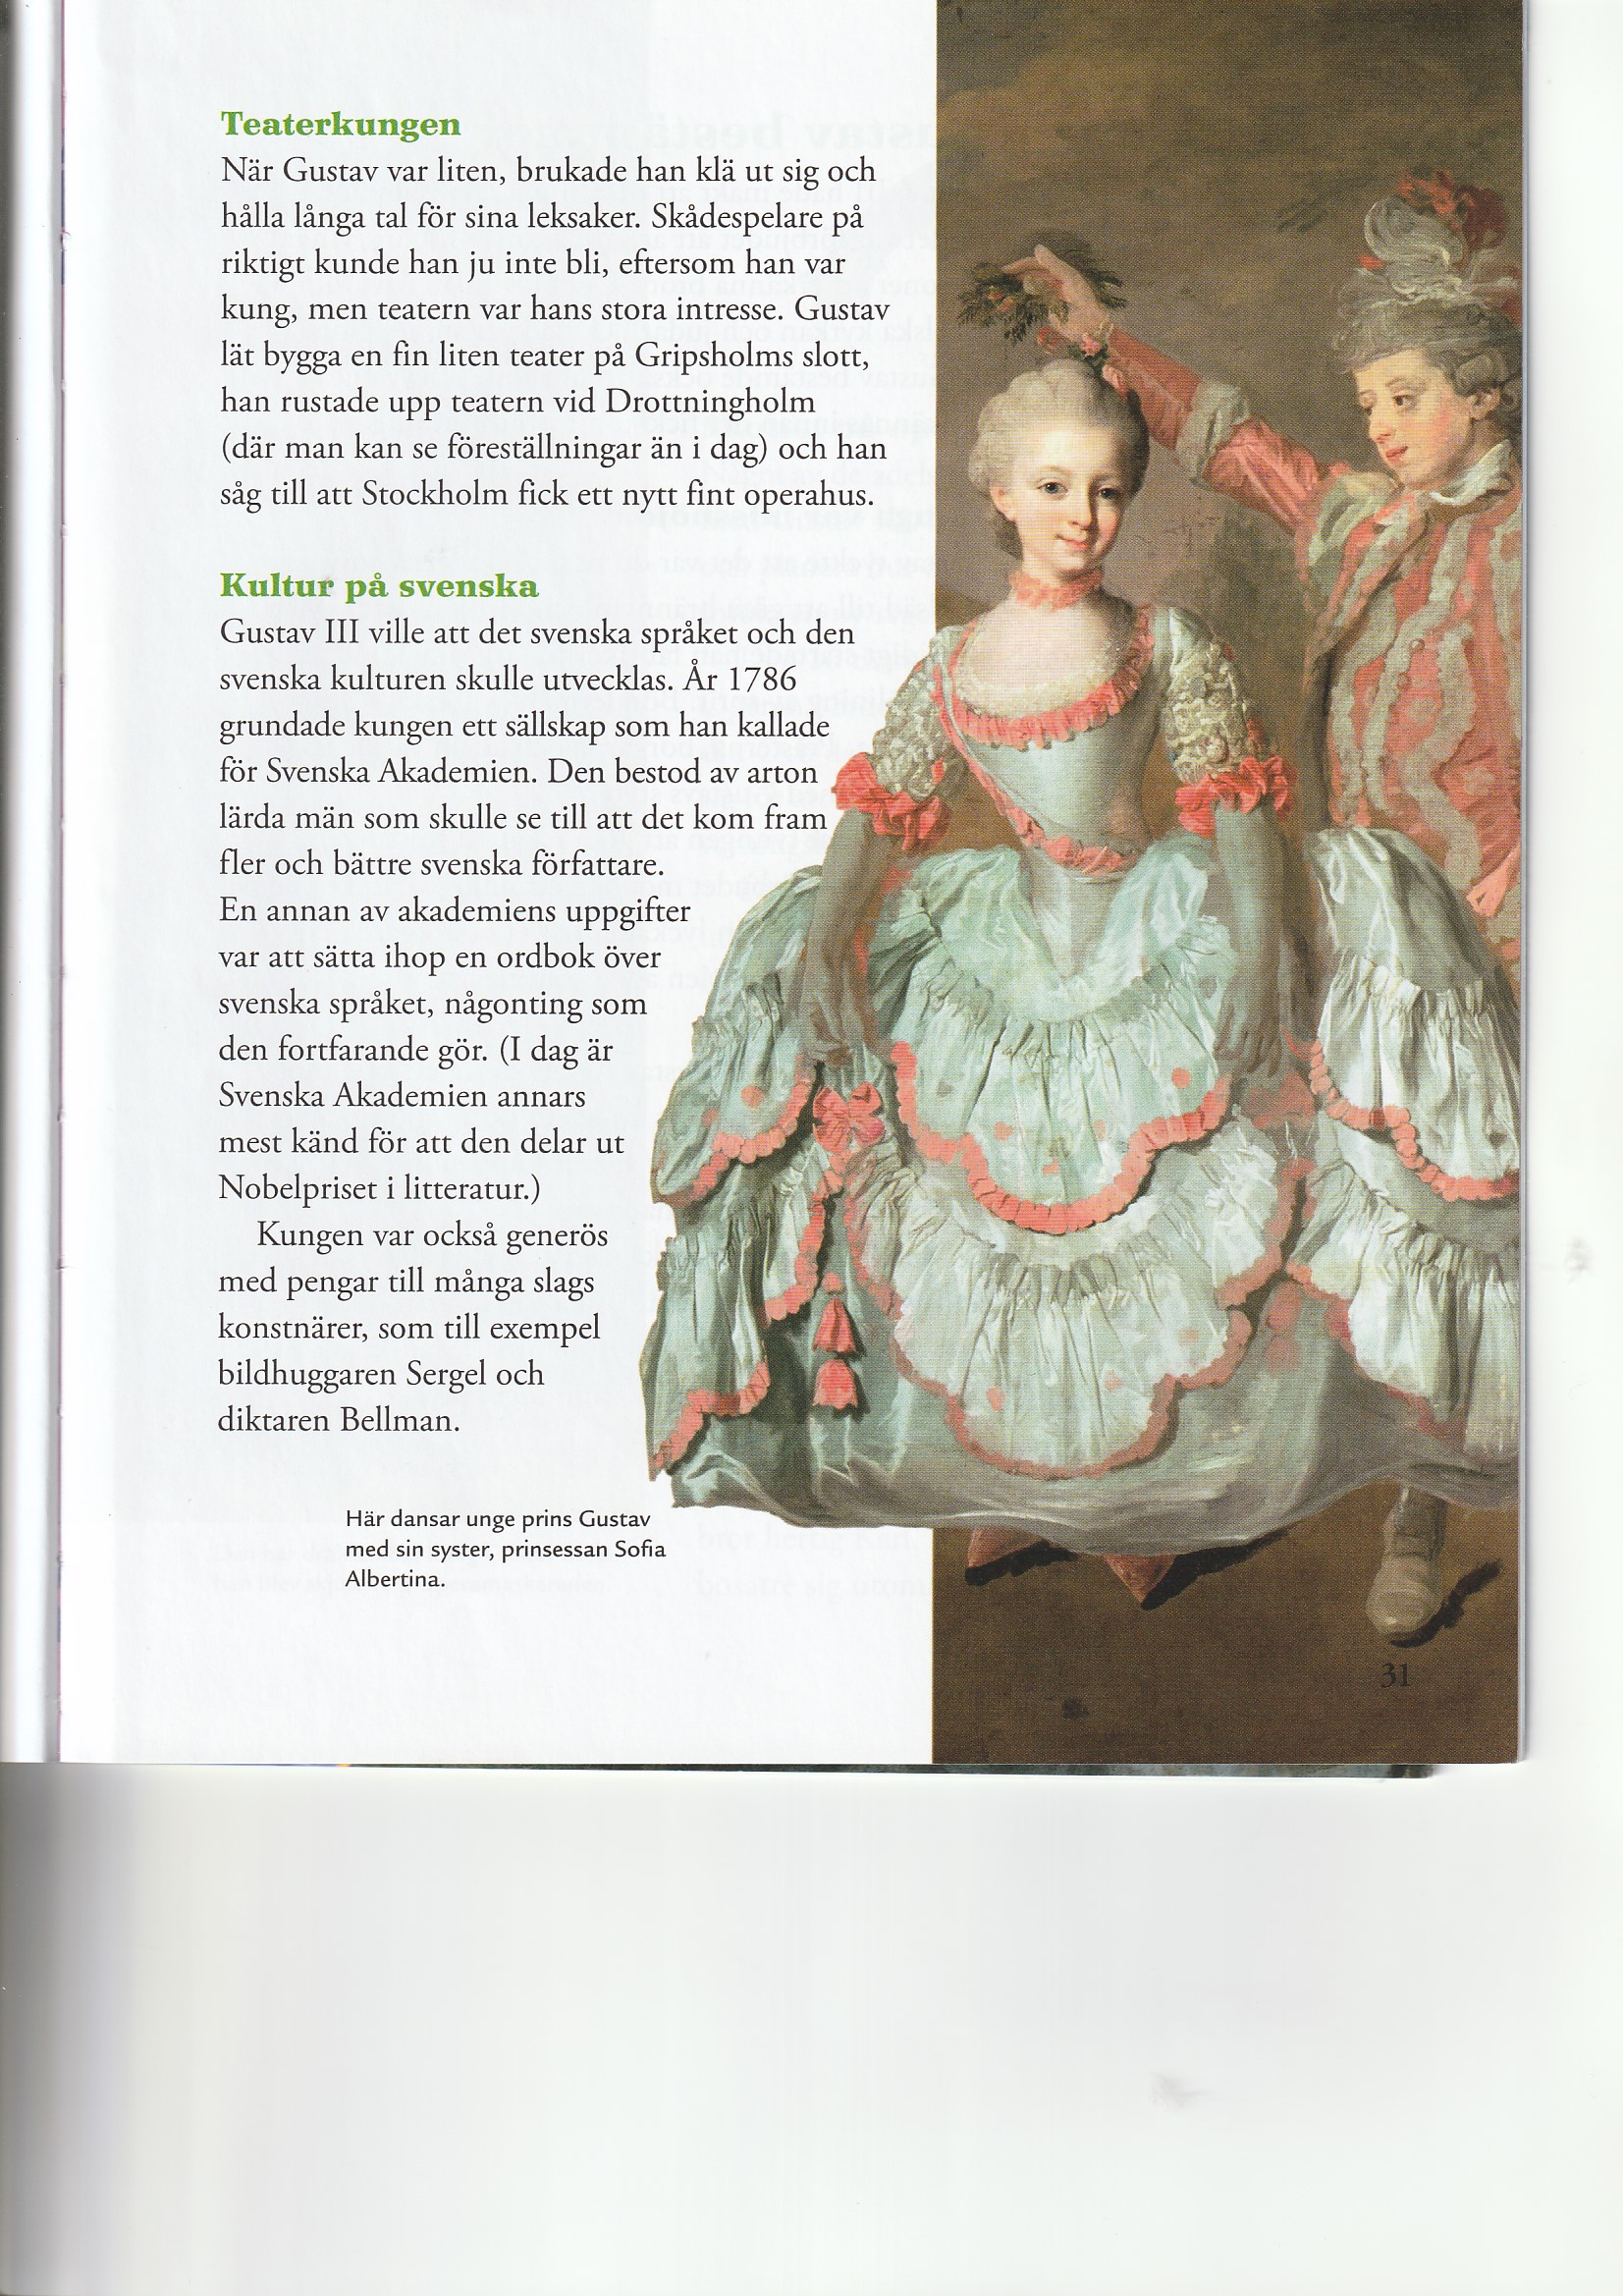 Teaterkungen
När Gustav var liten, brukade han klä ut sig och
hålla långa tal för sina leksaker. Skådespelare på
riktigt kunde han ju inte bli, eftersom han var
kung, men teatern var hans stora intresse. Gustav
lät bygga en fin liten teater på Gripsholms slott,
han rustade upp teatern vid Drottningholm
(där man kan se föreställningar än i dag) och han
såg till att Stockholm fick ett nytt fint operahus.
Kultur på svenska
Gustav III ville att det svenska språket och den
svenska kulturen skulle utvecklas. År 1786
grundade kungen ett sällskap som han kallade
för Svenska Akademien. Den bestod av arton
lärda män som skulle se till att det kom fram
fler och bättre svenska författare.
En annan av akademiens uppgifter
var att sätta ihop en ordbok över
svenska språket, någonting som
den fortfarande gör. (I dag är
Svenska Akademien annars
mest känd för att den delar ut
Nobelpriset i litteratur.)
Kungen var också generös
med pengar till många slags
konstnärer, som till exempel
bildhuggaren Sergel och
diktaren Bellman.
Här dansar unge prins Gustav
med sin syster, prinsessan Sofia
Albertina.
31